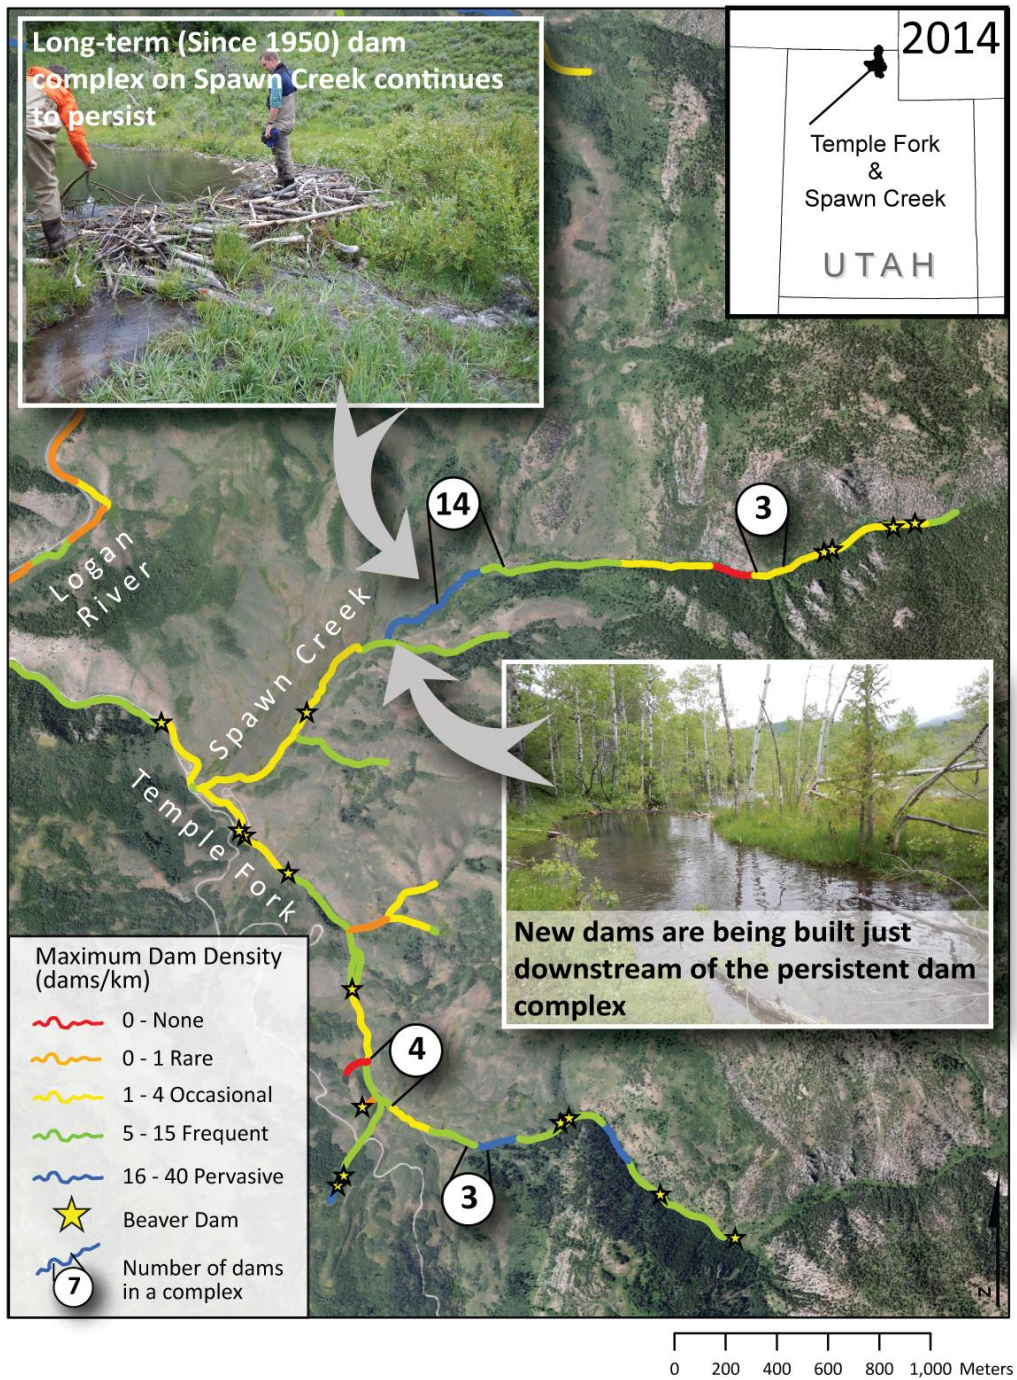 Long-term (Since 1950) dam
complex on Spawn Creek continues
to persist
2014
Temple Fork
&
Spawn Creek
UTAH
14
3
Logan
River
Spawn Creek
Temple Fork
New dams are being built just
downstream of the persistent dam
complex
4
3
Maximum Dam Density
(dams/km)
0 - None
0 - 1 Rare
1 - 4 Occasional
5 - 15 Frequent
16 - 40 Pervasive
Beaver Dam
7
Number of dams
in a complex
N
0 200 400 600 800 1,000 Meters